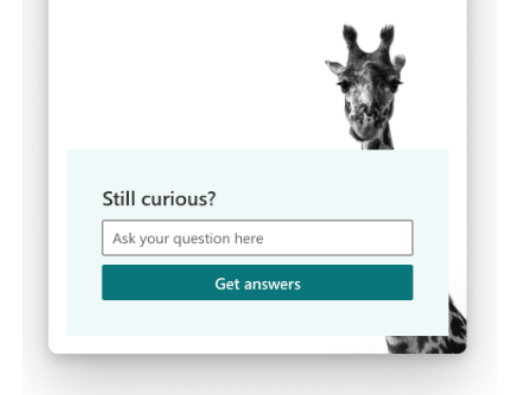 Still curious?
Ask your question here
Get answers